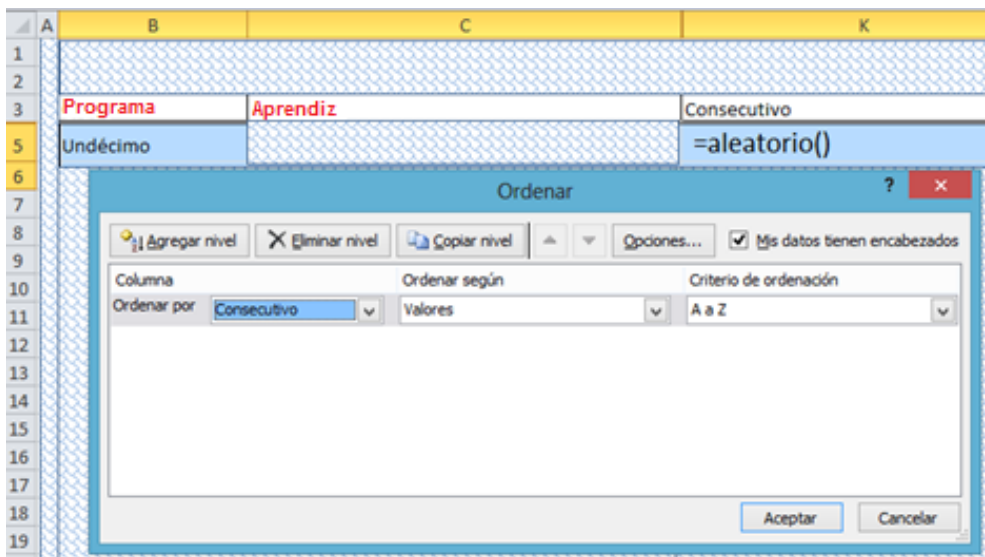 A B C K
1
2
3 Programa Aprendiz Consecutivo
5 Undécimo =aleatorio()
6
Ordenar ?
7
8 Agregar nivel Eliminar nivel Copiar nivel Opciones... Mis datos tienen encabezados
9
10 Columna Ordenar según Criterio de ordenación
11 Ordenar por Consecutivo Valores A a Z
12
13
14
15
16
17
18 Aceptar Cancelar
19